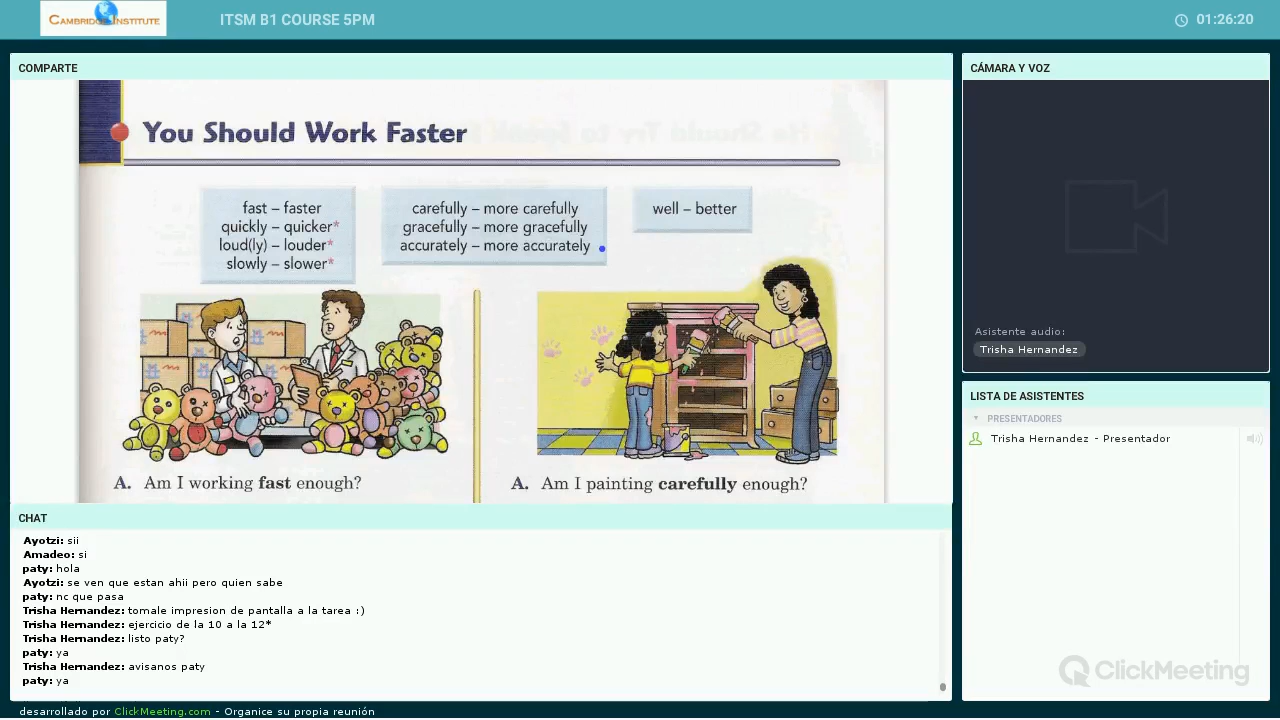 CAMBRIDGE INSTITUTE
ITSM B1 COURSE 5PM
01:26:20
COMPARTE
You Should Work Faster
fast – faster
quickly – quicker*
loud(ly) – louder*
slowly – slower*
carefully – more carefully
gracefully – more gracefully
accurately – more accurately
well – better
A. Am I working fast enough?
A. Am I painting carefully enough?
CÁMARA Y VOZ
Asistente audio:
Trisha Hernandez
LISTA DE ASISTENTES
PRESENTADORES
Trisha Hernandez - Presentador
CHAT
Ayotzi: sii
Amadeo: si
paty: hola
Ayotzi: se ven que estan ahii pero quien sabe
paty: nc que pasa
Trisha Hernandez: tomale impresion de pantalla a la tarea :)
Trisha Hernandez: ejercicio de la 10 a la 12*
Trisha Hernandez: listo paty?
paty: ya
Trisha Hernandez: avisanos paty
paty: ya
ClickMeeting
desarrollado por ClickMeeting.com - Organice su propia reunión